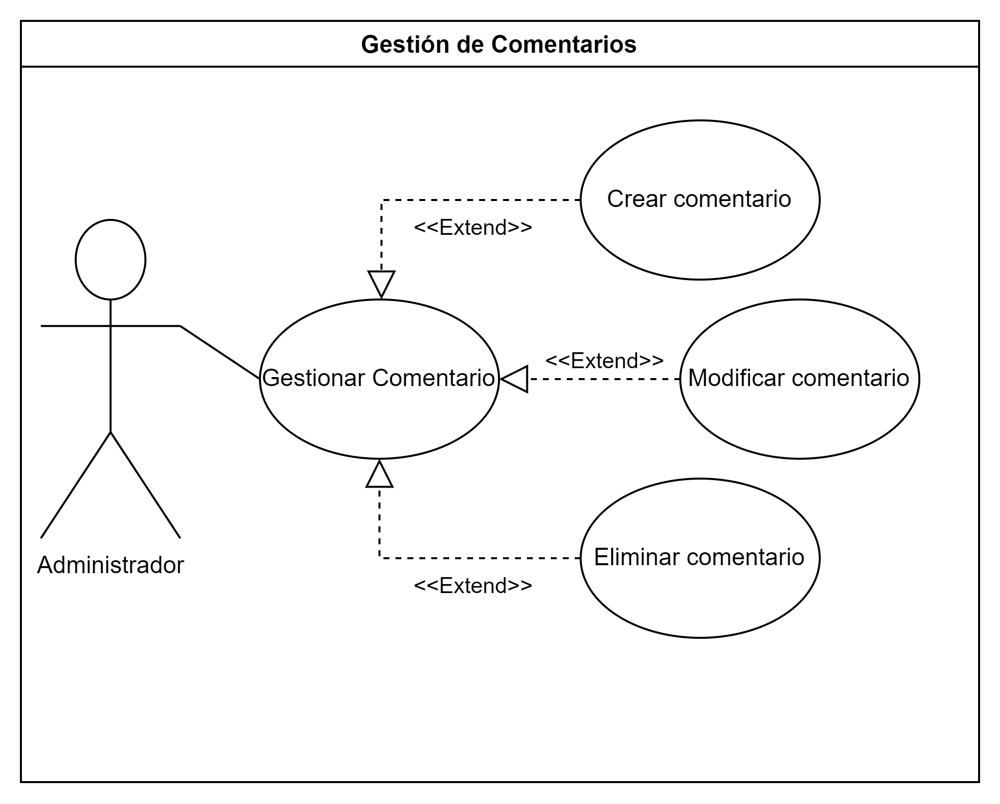 Gestión de Comentarios
Crear comentario
<<Extend>>
<<Extend>>
Gestionar Comentario
Modificar comentario
Eliminar comentario
Administrador
<<Extend>>